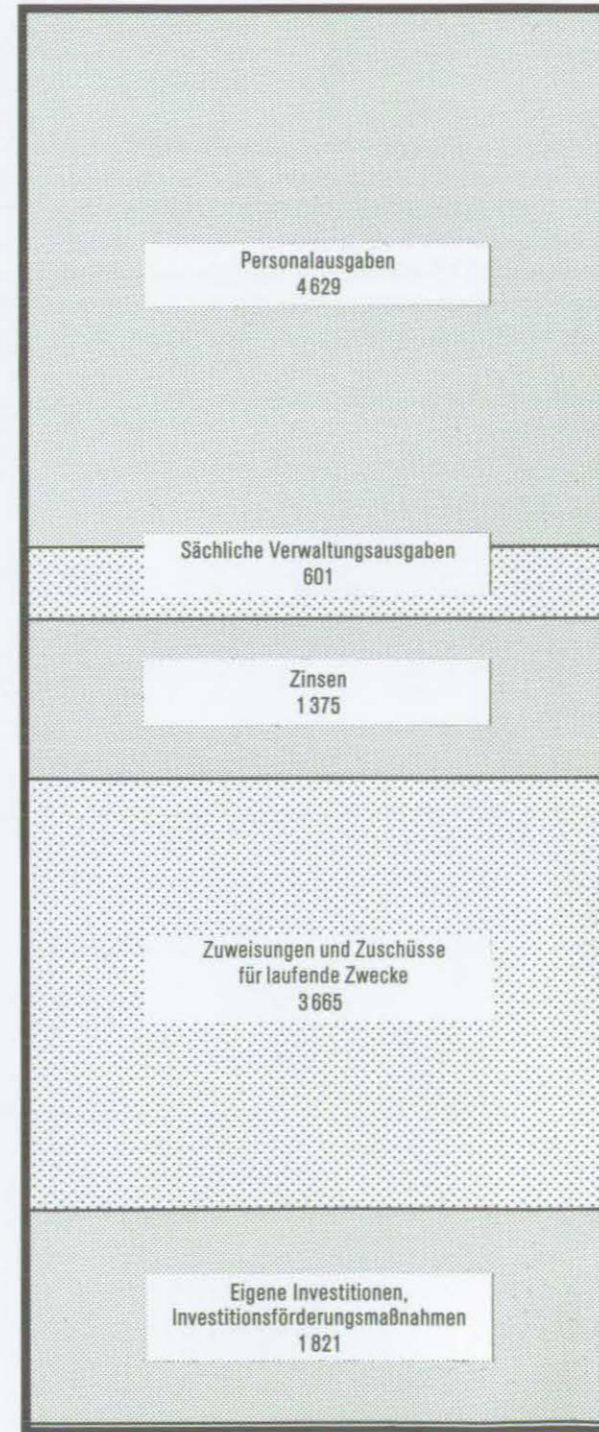 Personalausgaben
4 629
Sächliche Verwaltungsausgaben
601
Zinsen
1 375
Zuweisungen und Zuschüsse
für laufende Zwecke
3 665
Eigene Investitionen,
Investitionsförderungsmaßnahmen
1 821